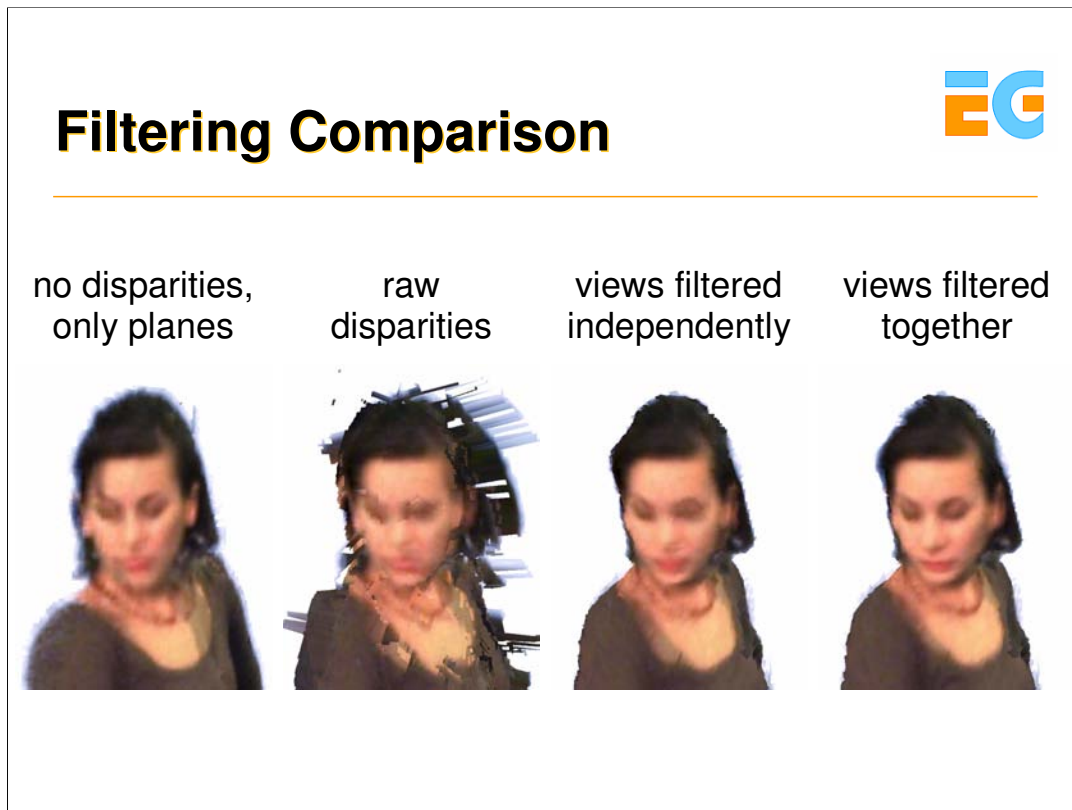 Filtering Comparison
EG
no disparities,
only planes
raw
disparities
views filtered
independently
views filtered
together